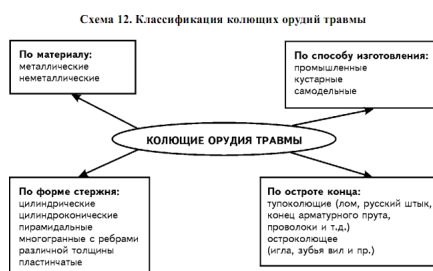 Схема 12. Классификация колющих орудий травмы
По материалу:
металлические
неметаллические
По способу изготовления:
промышленные
кустарные
самодельные
КОЛЮЩИЕ ОРУДИЯ ТРАВМЫ
По форме стержня:
цилиндрические
цилиндроконические
пирамидальные
многогранные с ребрами
различной толщины
пластинчатые
По остроте конца:
тупоколющие (лом, русский штык,
конец арматурного прута,
проволоки и т.д.)
остроколющее
(игла, зубья вил и пр.)